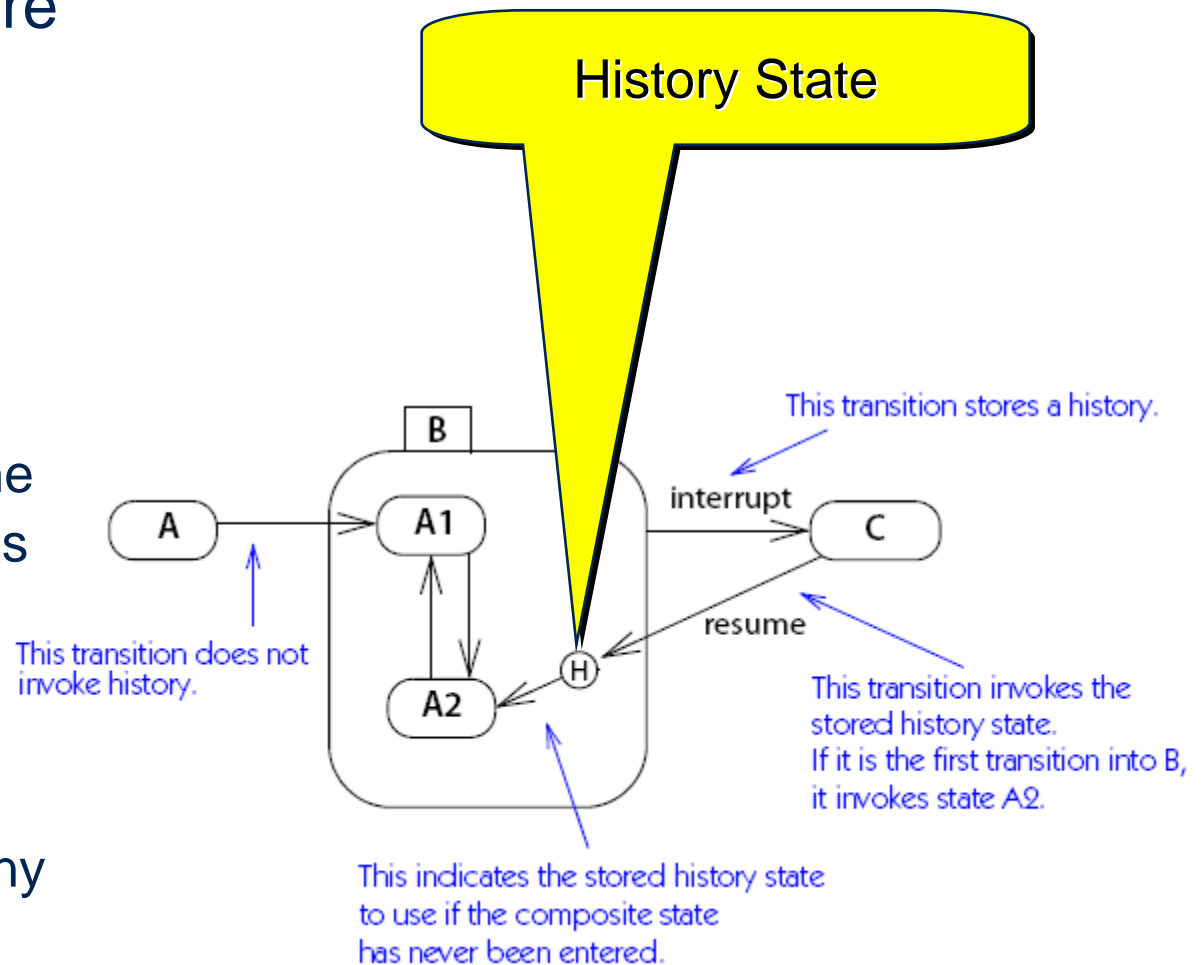 re
History State
This transition stores a history.
B
ne
interrupt
A
A1
C
s
resume
This transition does not
invoke history.
H
A2
This transition invokes the
stored history state.
If it is the first transition into B,
it invokes state A2.
ny
This indicates the stored history state
to use if the composite state
has never been entered.